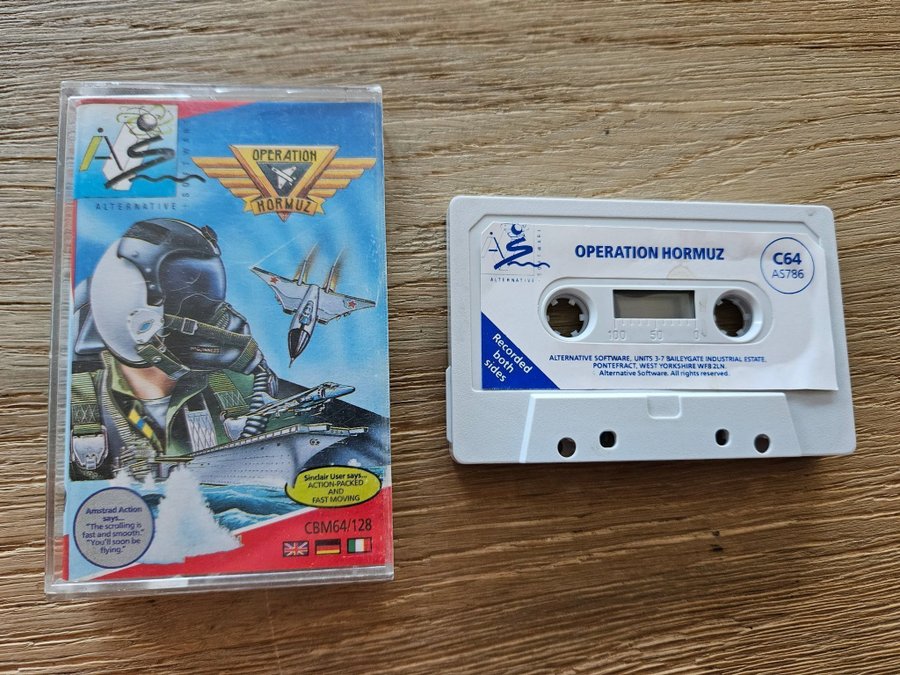 ALTERNATIVE
SOFTWARE
OPERATION
HORMUZ
Sinclair User says...
ACTION-PACKED
AND
FAST MOVING
Amstrad Action
says...
"The scrolling is
fast and smooth."
"You'll soon be
flying."
CBM64/128
ALTERNATIVE
SOFTWARE
OPERATION HORMUZ
C64
AS786
100 50 0
Recorded
both
sides
ALTERNATIVE SOFTWARE, UNITS 3-7 BAILEYGATE INDUSTRIAL ESTATE,
PONTEFRACT, WEST YORKSHIRE WF8 2LN.
Alternative Software. All rights reserved.